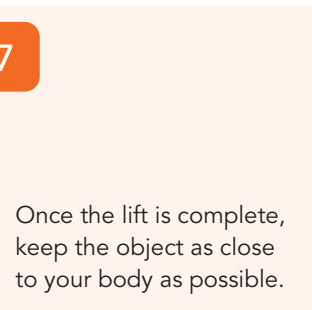 7
Once the lift is complete,
keep the object as close
to your body as possible.